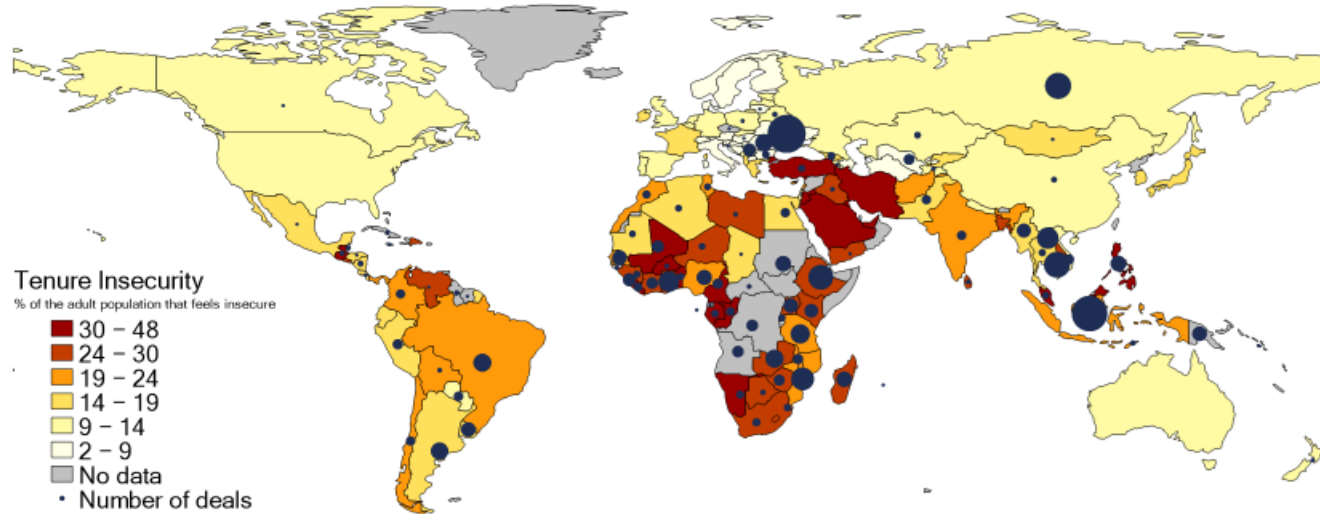 Tenure Insecurity
% of the adult population that feels insecure
30 – 48
24 – 30
19 – 24
14 – 19
9 – 14
2 – 9
No data
Number of deals